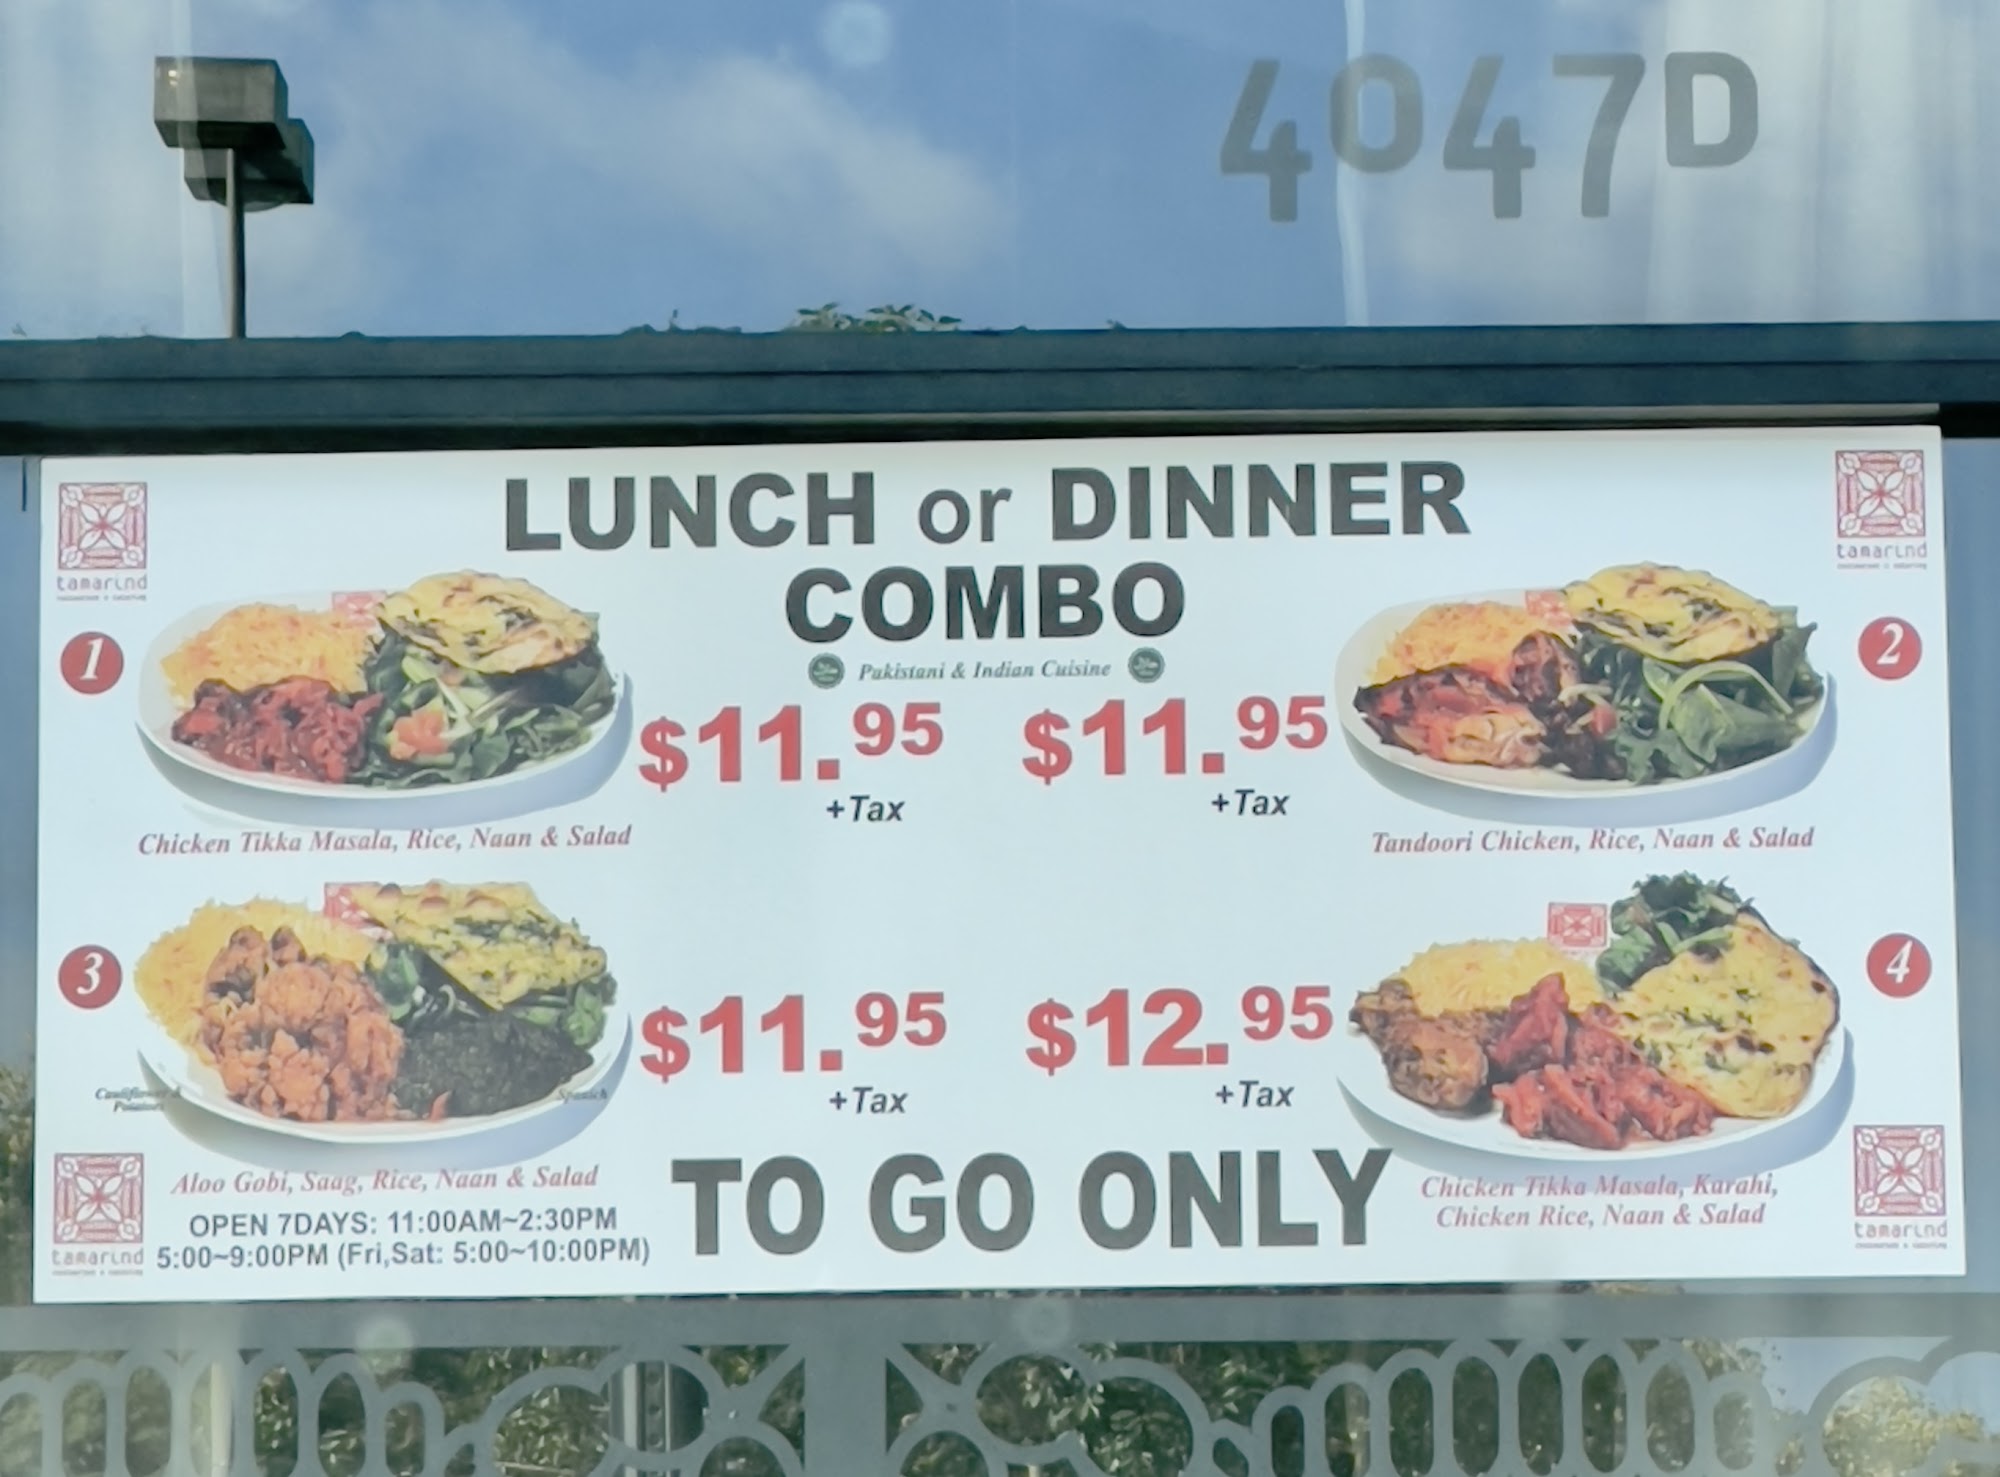 4047D
LUNCH or DINNER
COMBO
Pakistani & Indian Cuisine
tamarind
tamarind
1
2
$11.95
+Tax
$11.95
+Tax
Chicken Tikka Masala, Rice, Naan & Salad
Tandoori Chicken, Rice, Naan & Salad
3
4
$11.95
+Tax
$12.95
+Tax
Cauliflower &
Potatoes
Aloo Gobi, Saag, Rice, Naan & Salad
Chicken Tikka Masala, Karahi,
Chicken Rice, Naan & Salad
OPEN 7DAYS: 11:00AM~2:30PM
5:00~9:00PM (Fri,Sat: 5:00~10:00PM)
TO GO ONLY
tamarind
tamarind